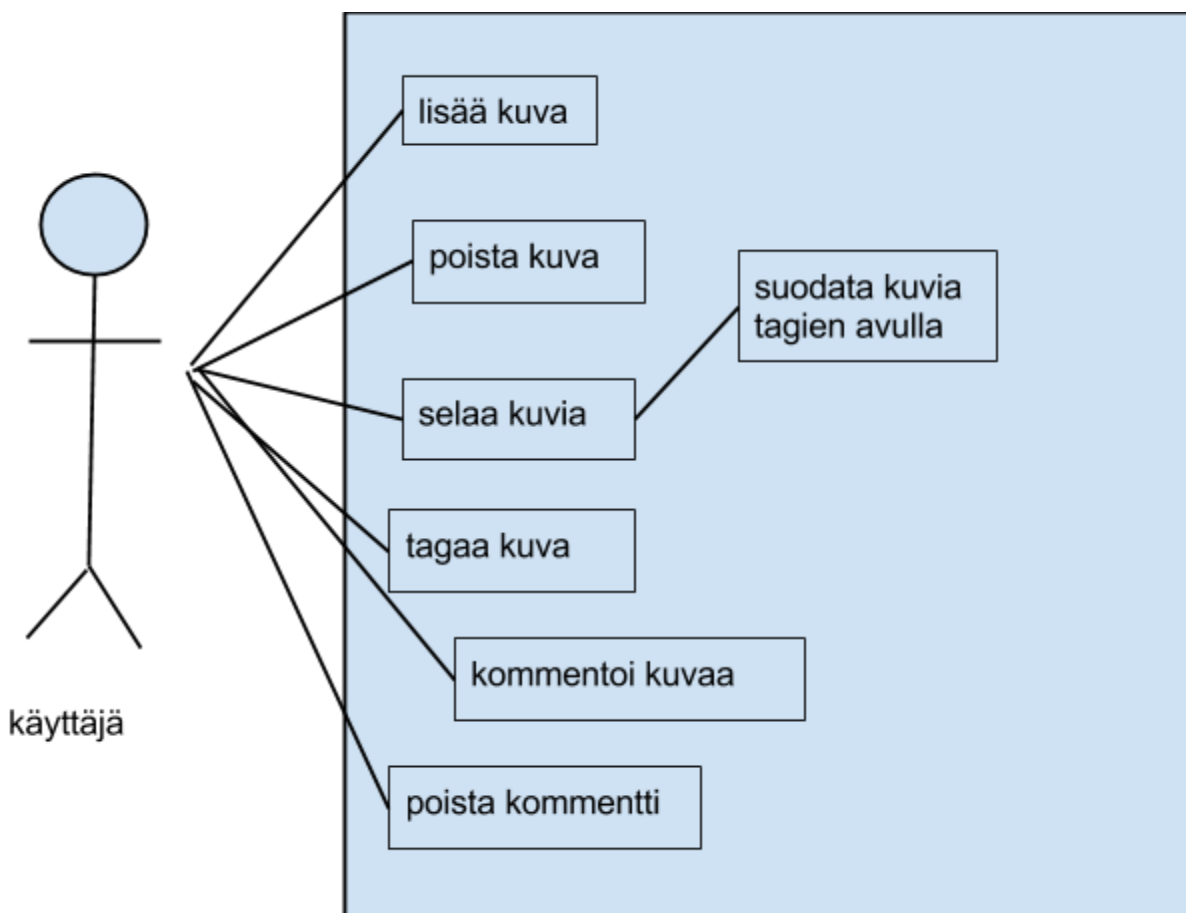 lisää kuva
poista kuva
suodata kuvia
tagien avulla
selaa kuvia
tagaa kuva
kommentoi kuvaa
käyttäjä
poista kommentti